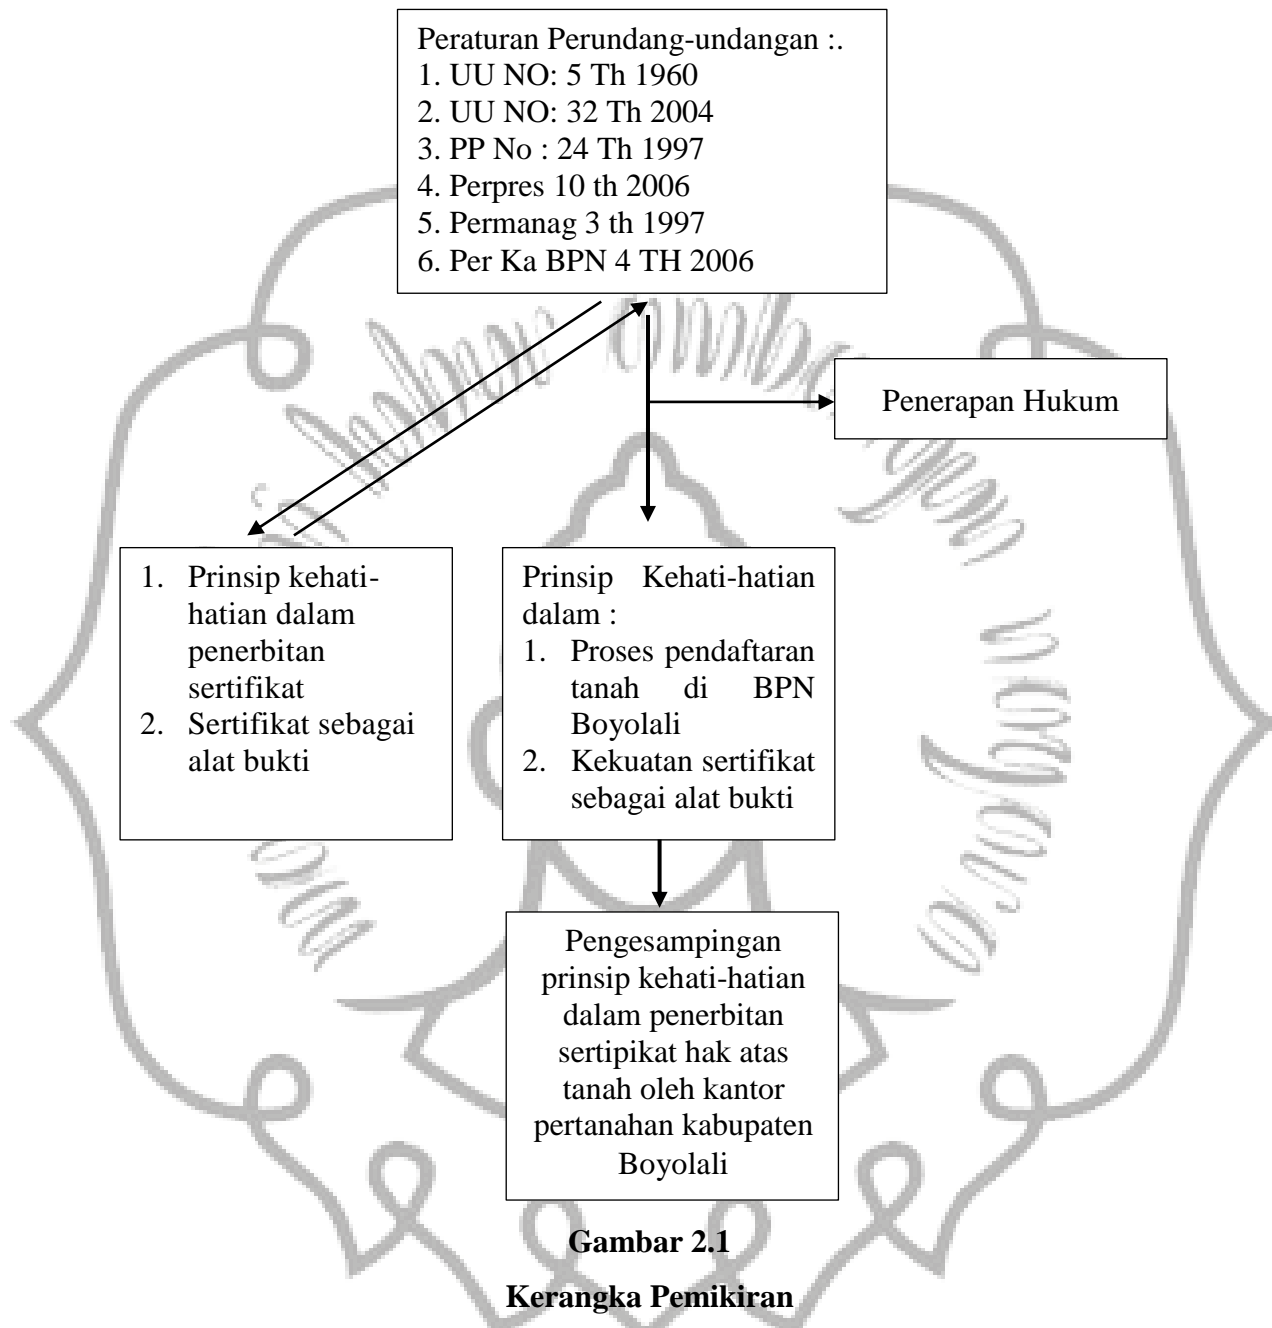 Peraturan Perundang-undangan :.
1. UU NO: 5 Th 1960
2. UU NO: 32 Th 2004
3. PP No : 24 Th 1997
4. Perpres 10 th 2006
5. Permanag 3 th 1997
6. Per Ka BPN 4 TH 2006
Penerapan Hukum
1. Prinsip kehati-
hatian dalam
penerbitan
sertifikat
2. Sertifikat sebagai
alat bukti
Prinsip Kehati-hatian
dalam :
1. Proses pendaftaran
tanah di BPN
Boyolali
2. Kekuatan sertifikat
sebagai alat bukti
Pengesampingan
prinsip kehati-hatian
dalam penerbitan
sertipikat hak atas
tanah oleh kantor
pertanahan kabupaten
Boyolali
Gambar 2.1
Kerangka Pemikiran